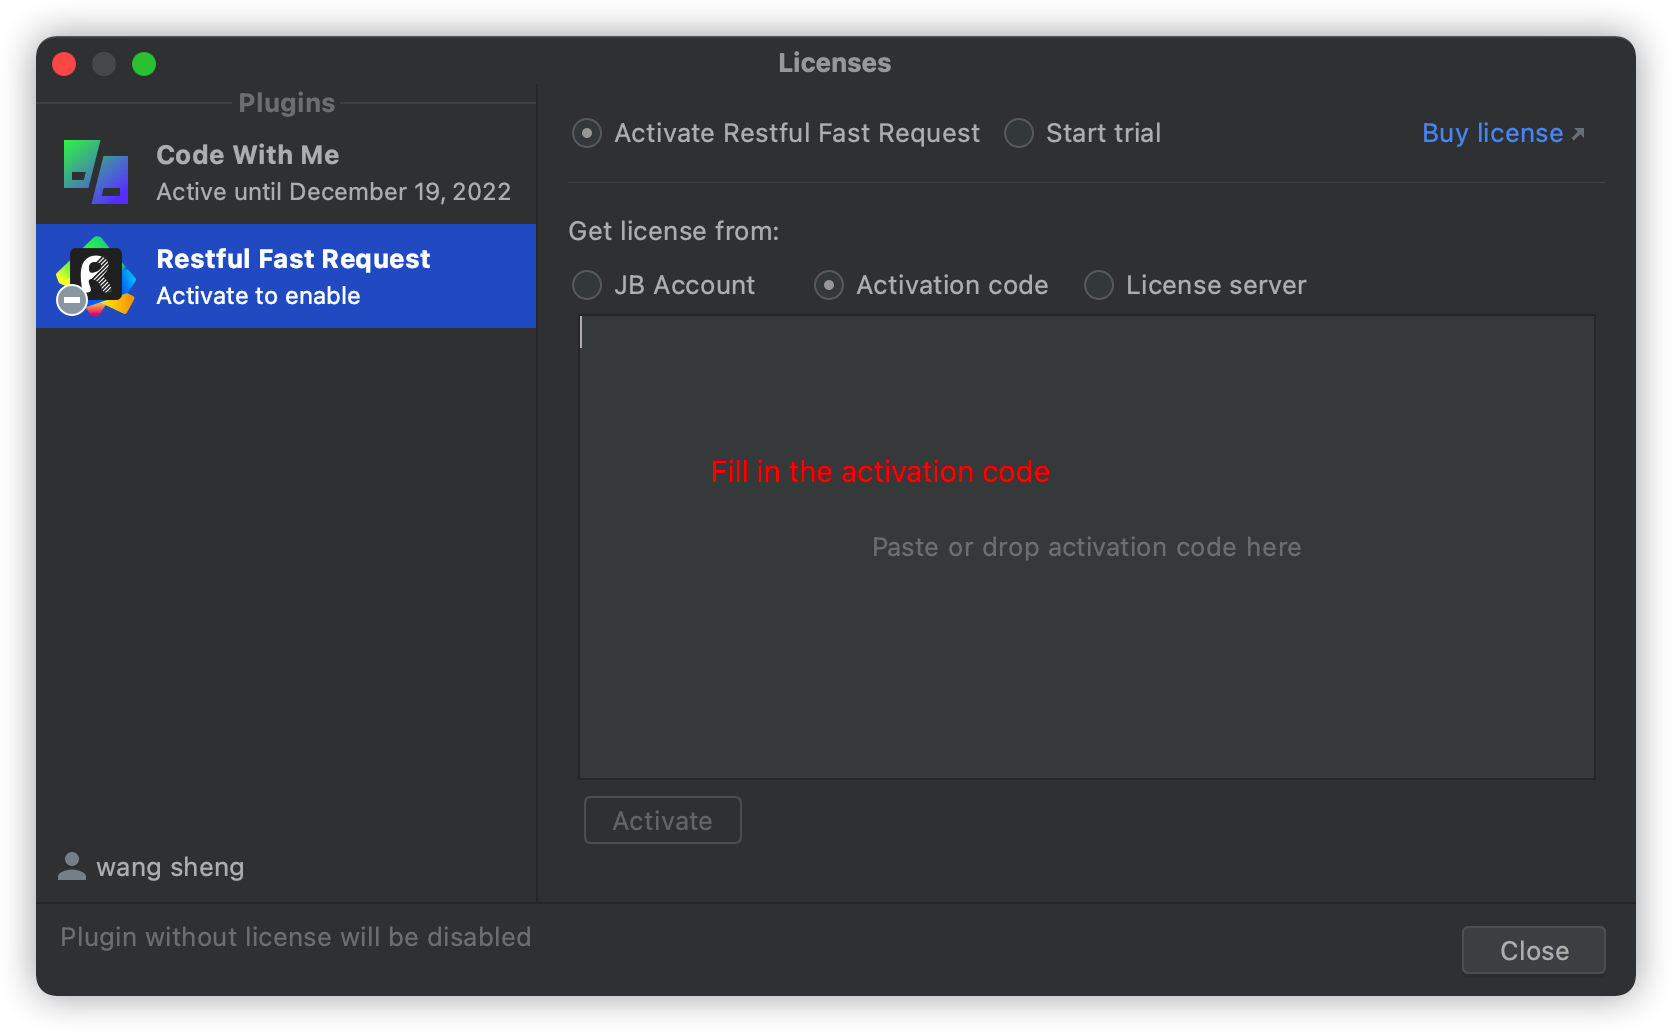 Licenses
Plugins
Code With Me
Active until December 19, 2022
Restful Fast Request
Activate to enable
wang sheng
Activate Restful Fast Request
Start trial
Buy license
Get license from:
JB Account
Activation code
License server
Fill in the activation code
Paste or drop activation code here
Activate
Plugin without license will be disabled
Close